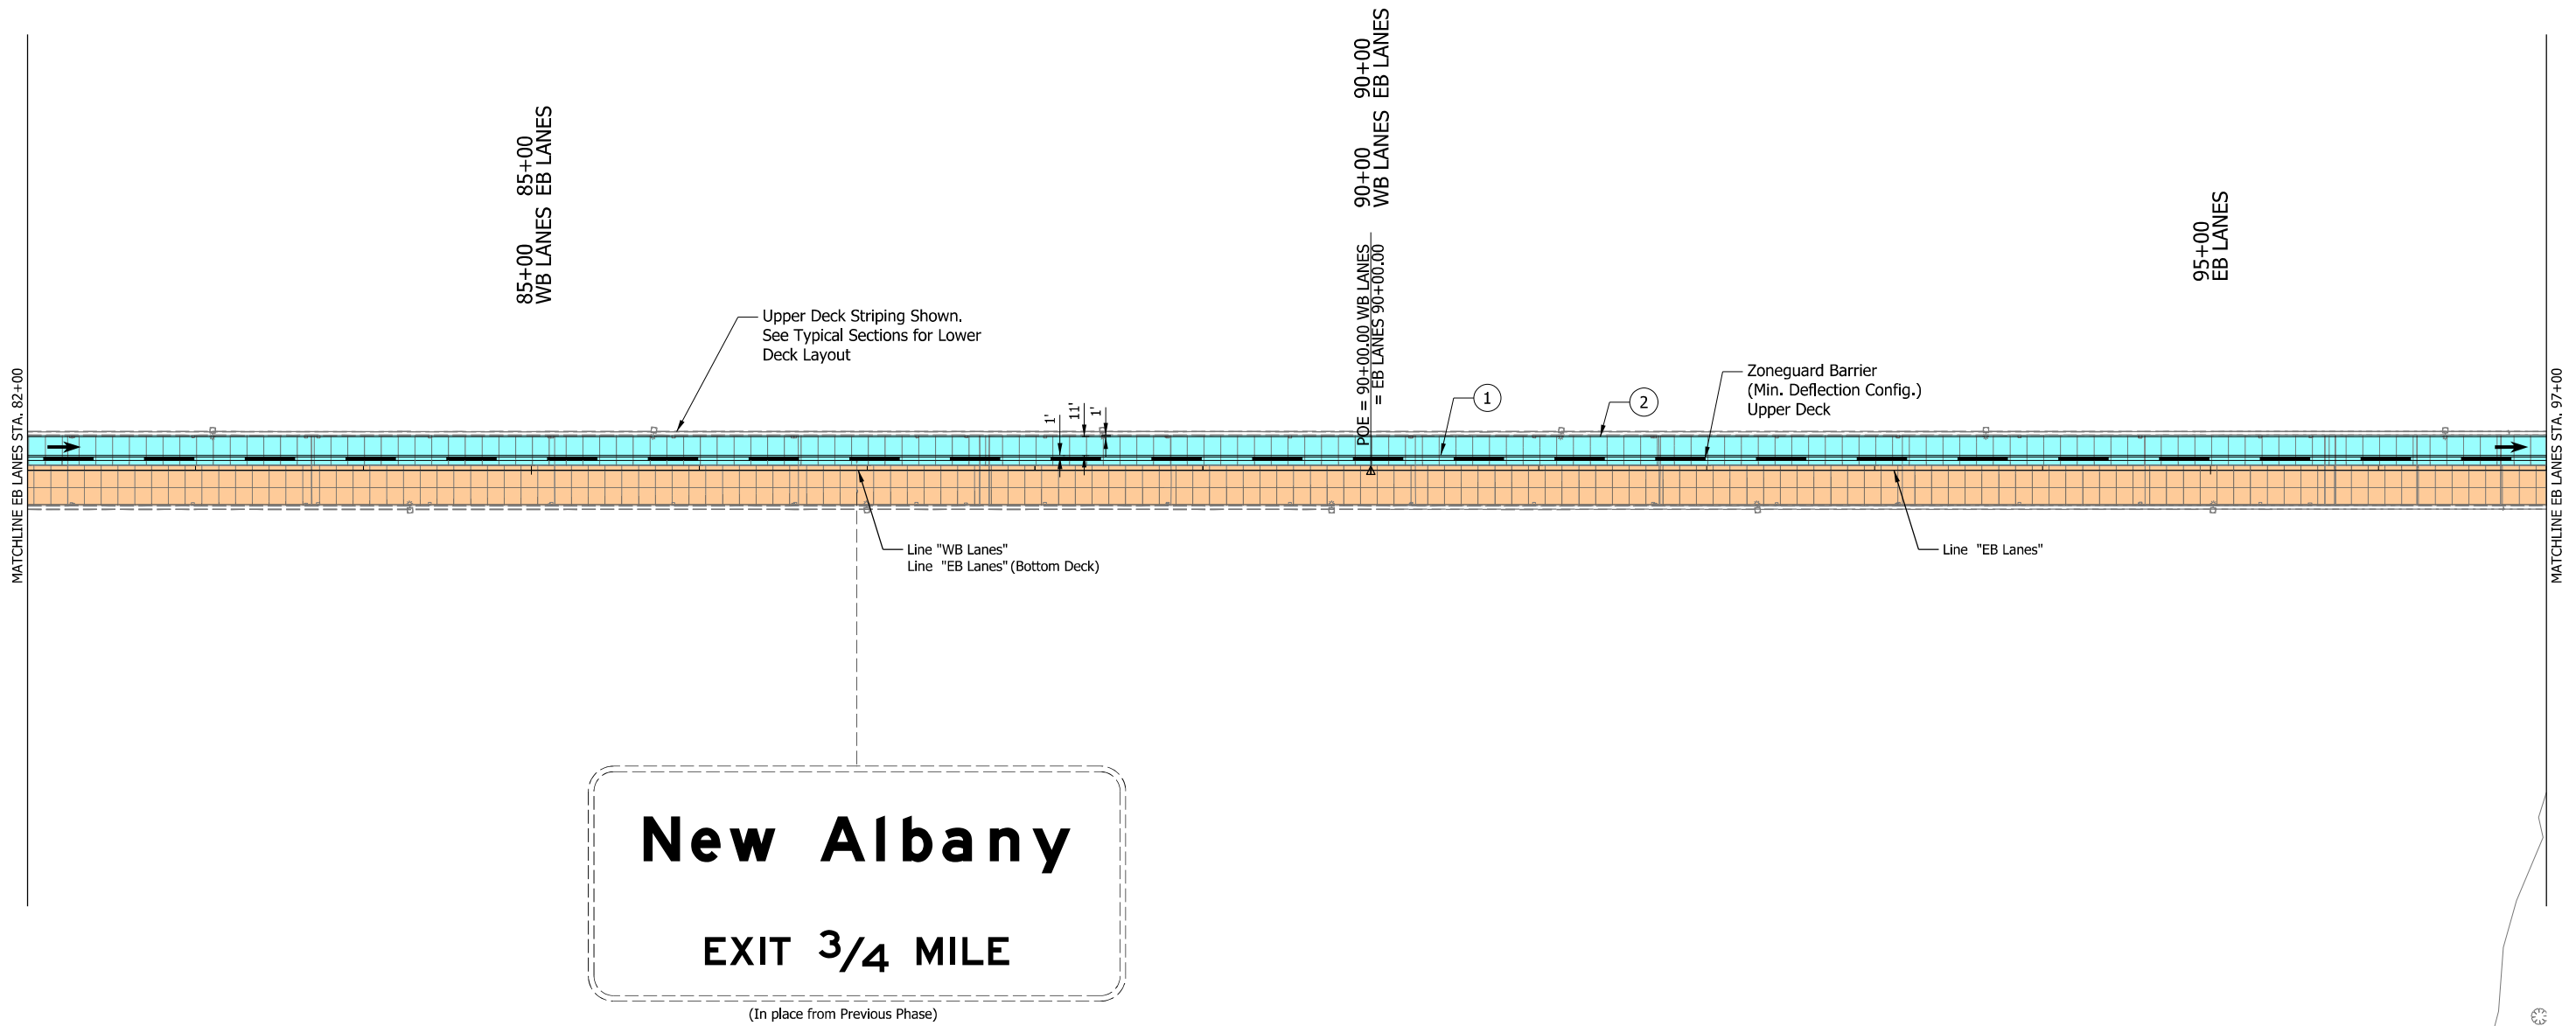 MATCHLINE EB LANES STA. 82+00
85+00
WB LANES
85+00
EB LANES
90+00
WB LANES
90+00
EB LANES
POE = 90+00.00 WB LANES
= EB LANES 90+00.00
95+00
EB LANES
Upper Deck Striping Shown.
See Typical Sections for Lower
Deck Layout
1'
11'
1'
1
2
Zoneguard Barrier
(Min. Deflection Config.)
Upper Deck
MATCHLINE EB LANES STA. 97+00
Line "WB Lanes"
Line "EB Lanes" (Bottom Deck)
Line "EB Lanes"
New Albany
EXIT 3/4 MILE
(In place from Previous Phase)